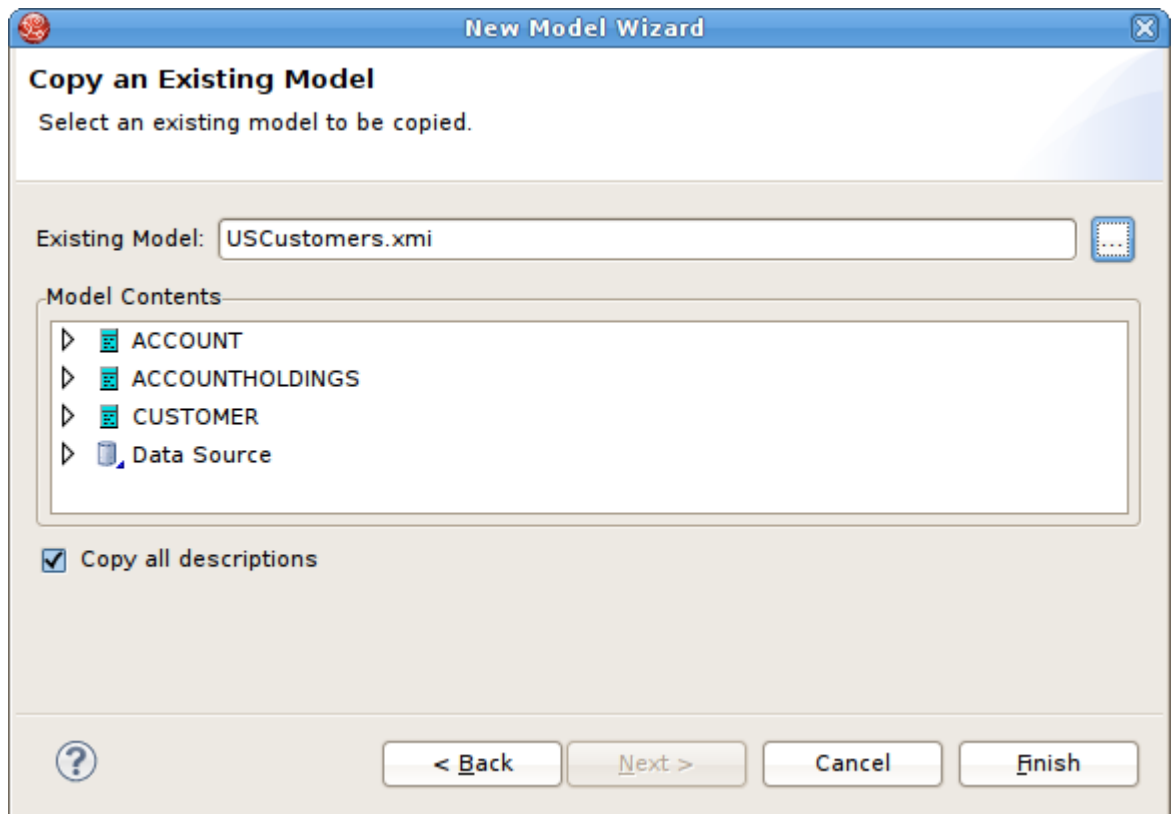 New Model Wizard
Copy an Existing Model
Select an existing model to be copied.
Existing Model: USCustomers.xmi ...
Model Contents
ACCOUNT
ACCOUNTHOLDINGS
CUSTOMER
Data Source
Copy all descriptions
? < Back Next > Cancel Finish